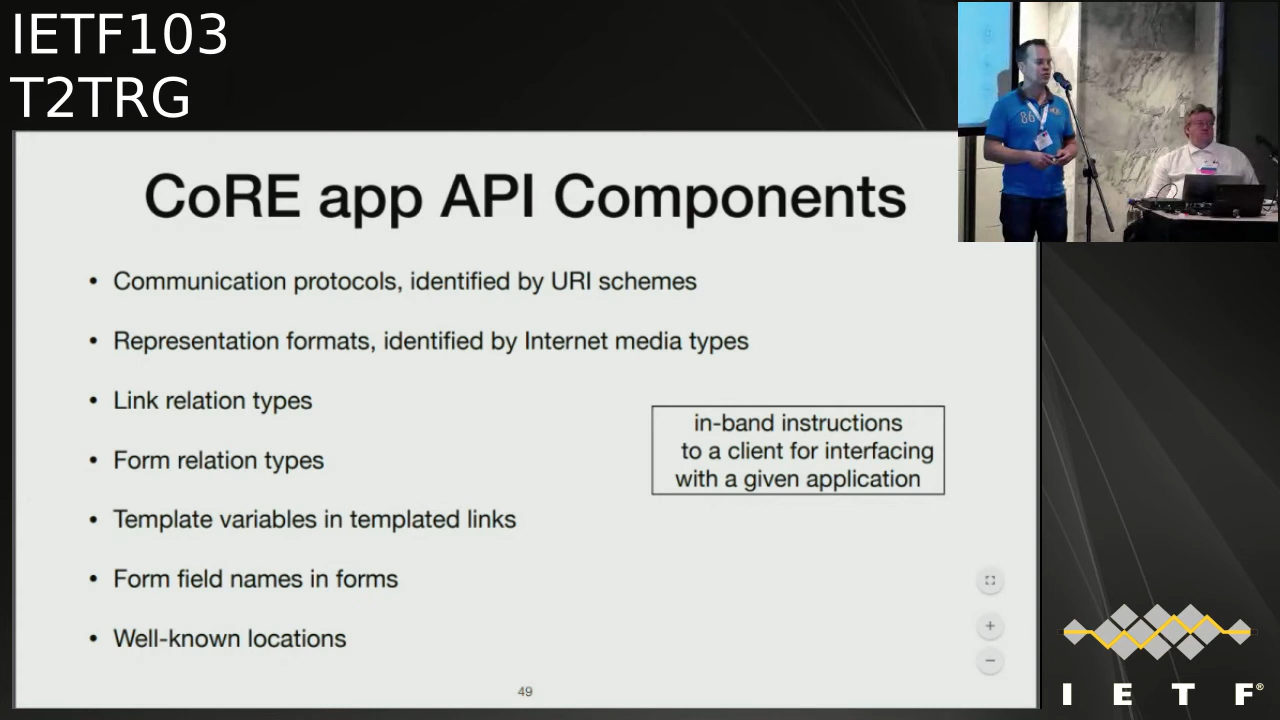 IETF103
T2TRG
CoRE app API Components
• Communication protocols, identified by URI schemes
• Representation formats, identified by Internet media types
• Link relation types
• Form relation types
• Template variables in templated links
• Form field names in forms
• Well-known locations
in-band instructions
to a client for interfacing
with a given application
49
86
I E T F®